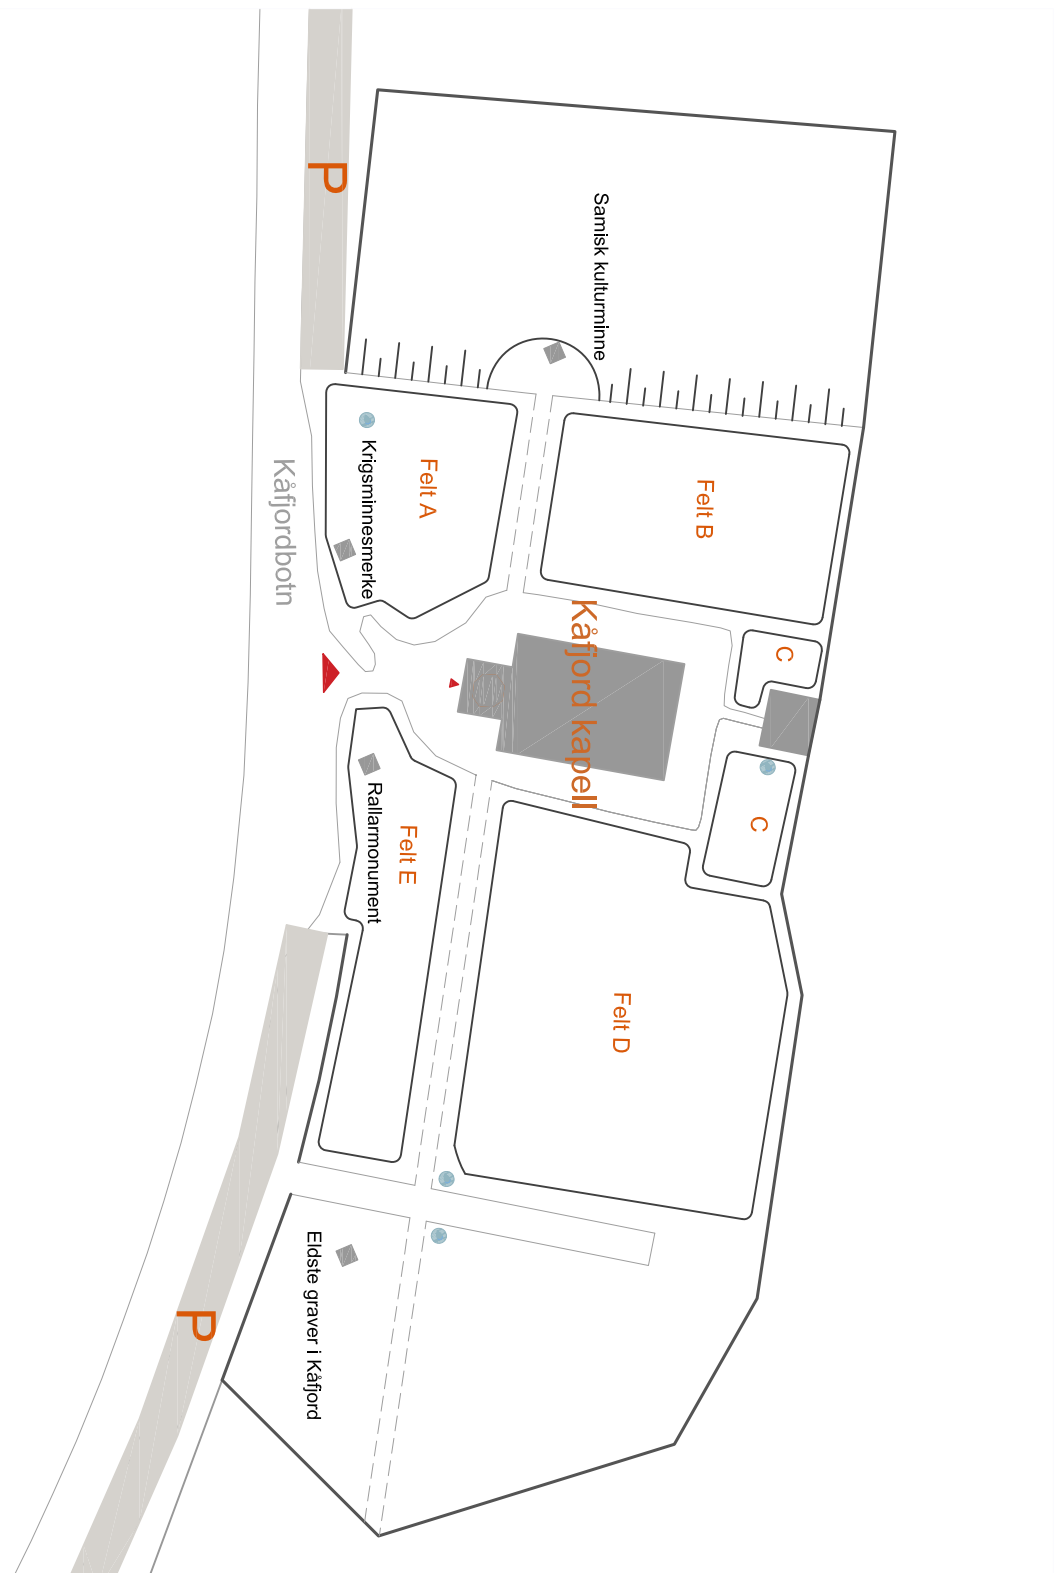 P
Samisk kulturminne
Kåfjordbotn
Krigsminnesmerke
Felt A
Felt B
Kåfjord kapell
C
C
Rallarmonument
Felt E
Felt D
Eldste graver i Kåfjord
P